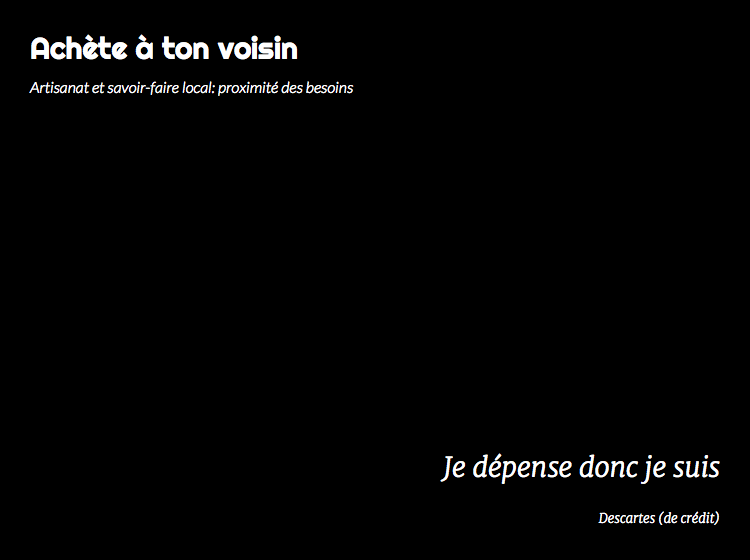 Achète à ton voisin
Artisanat et savoir-faire local: proximité des besoins
Je dépense donc je suis
Descartes (de crédit)